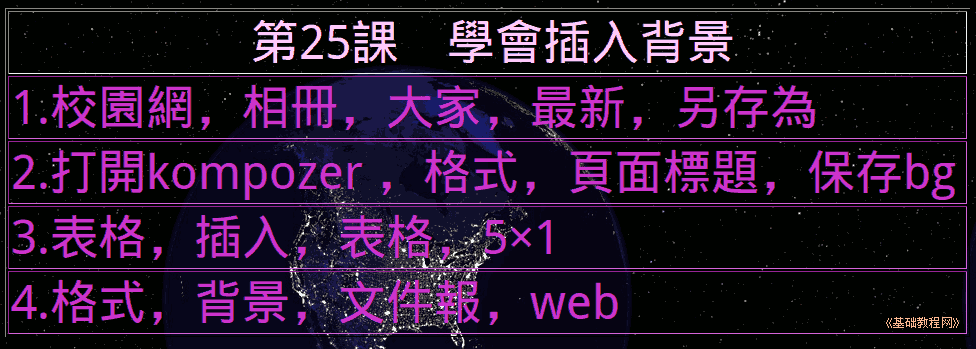 第25課　學會插入背景
1.校園網，相冊，大家，最新，另存為
2.打開kompozer ，格式，頁面標題，保存bg
3.表格，插入，表格，5×1
4.格式，背景，文件報，web
《基础教程网》